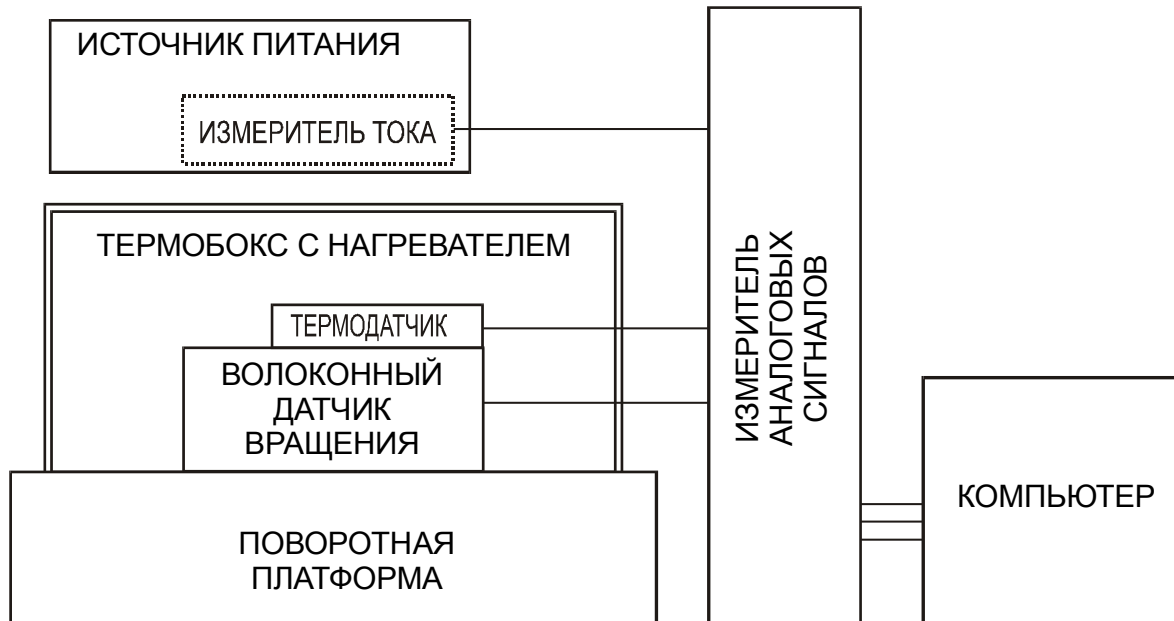 ИСТОЧНИК ПИТАНИЯ
ИЗМЕРИТЕЛЬ ТОКА
ТЕРМОБОКС С НАГРЕВАТЕЛЕМ
ТЕРМОДАТЧИК
ВОЛОКОННЫЙ
ДАТЧИК
ВРАЩЕНИЯ
ПОВОРОТНАЯ
ПЛАТФОРМА
ИЗМЕРИТЕЛЬ
АНАЛОГОВЫХ
СИГНАЛОВ
КОМПЬЮТЕР